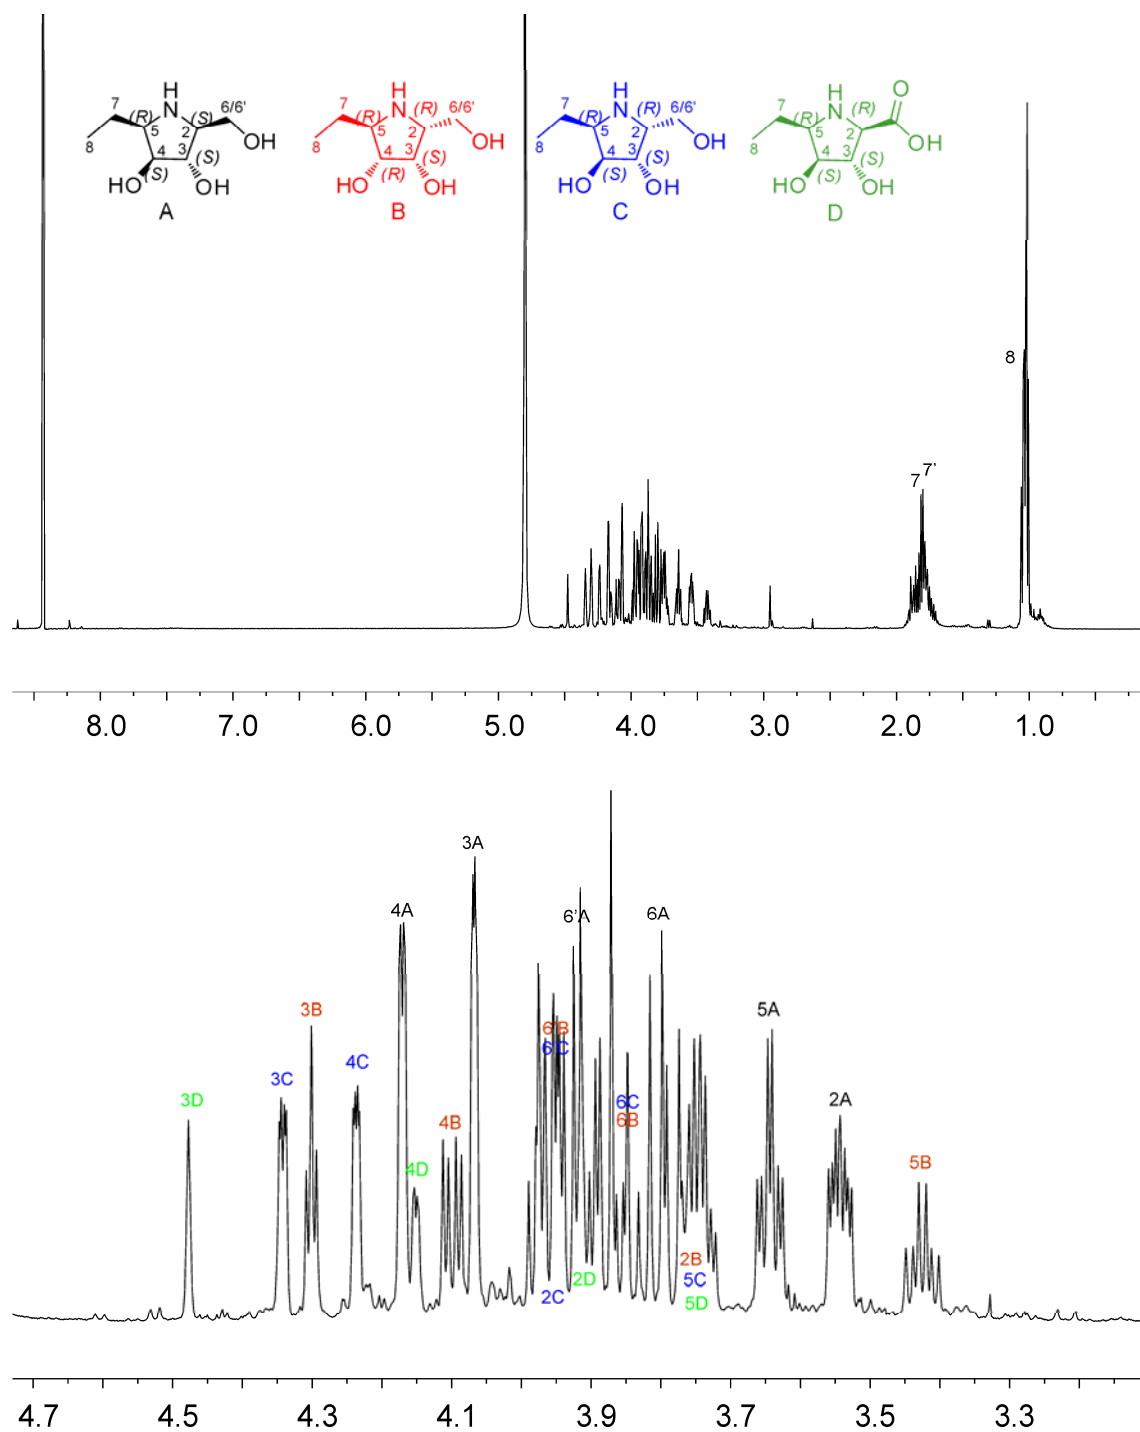 H
N
7
(R)
(S)
6/6'
5
2
8
4
3
OH
(S)
(S)
HO
OH
A
H
N
7
(R)
(R)
6/6'
5
2
8
4
3
OH
(S)
(R)
HO
OH
B
H
N
7
(R)
(R)
6/6'
5
2
8
4
3
OH
(S)
(S)
HO
OH
C
H
N
O
7
(R)
(R)
5
2
8
4
3
OH
(S)
(S)
HO
OH
D
8
7 7'
8.0 7.0 6.0 5.0 4.0 3.0 2.0 1.0
3A
4A 6'A 6A
3B 5A
6'B
6'C
4C
3C
3D 6C 2A
6B
4B
4D 5B
2B
2D 5C
2C 5D
4.7 4.5 4.3 4.1 3.9 3.7 3.5 3.3